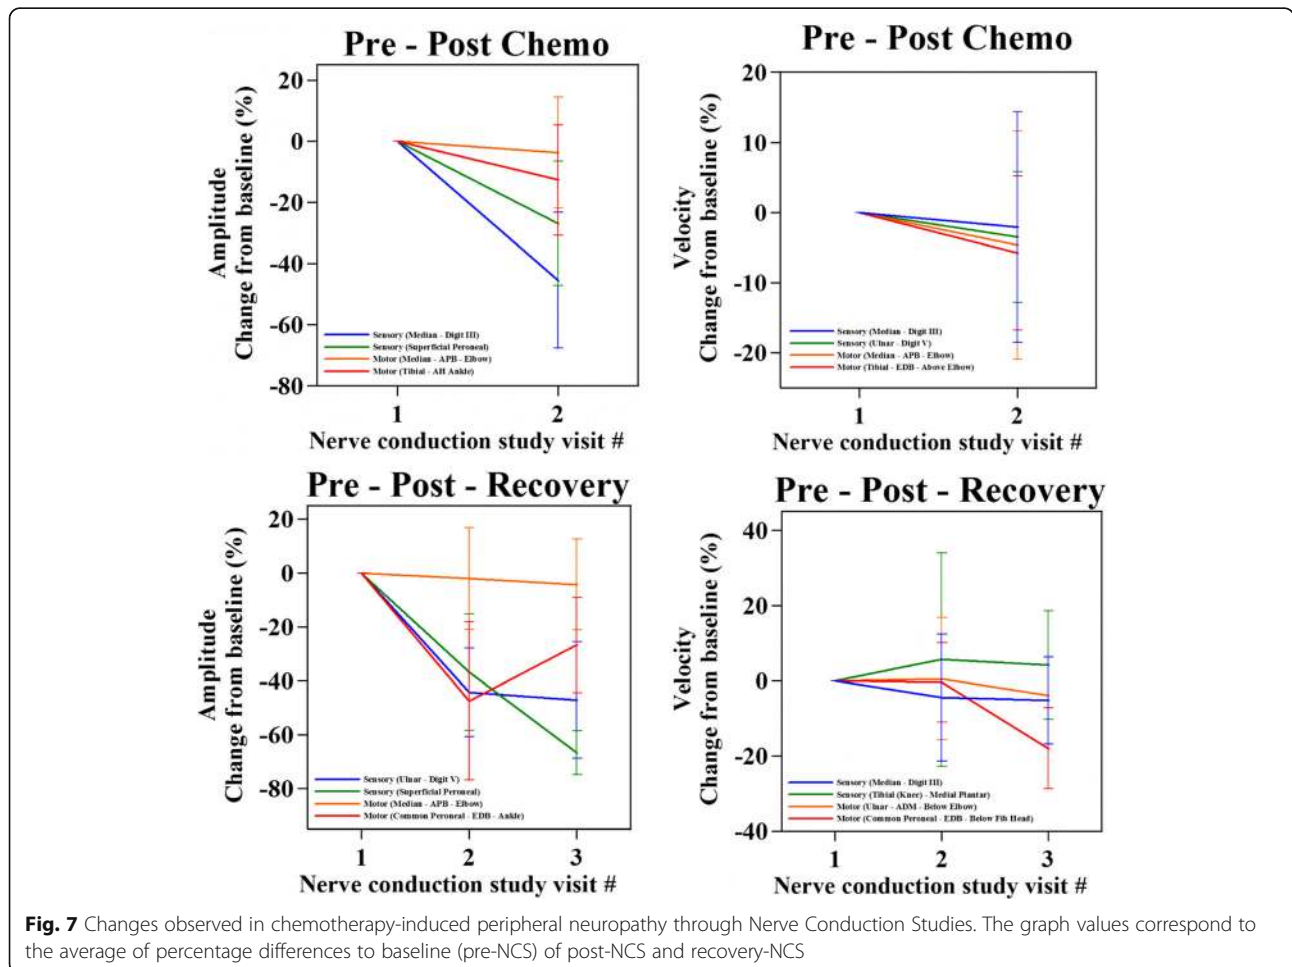 Pre - Post Chemo
Amplitude
Change from baseline (%)
20
0
-20
-40
-60
-80
Sensory (Median - Digit III)
Sensory (Superficial Peroneal)
Motor (Median - APB - Elbow)
Motor (Tibial - AH Ankle)
1
2
Nerve conduction study visit #
Pre - Post Chemo
Velocity
Change from baseline (%)
20
10
0
-10
-20
Sensory (Median - Digit III)
Sensory (Ulnar - Digit V)
Motor (Median - APB - Elbow)
Motor (Tibial - EDB - Above Elbow)
1
2
Nerve conduction study visit #
Pre - Post - Recovery
Amplitude
Change from baseline (%)
20
0
-20
-40
-60
-80
Sensory (Ulnar - Digit V)
Sensory (Superficial Peroneal)
Motor (Median - APB - Elbow)
Motor (Common Peroneal - EDB - Ankle)
1
2
3
Nerve conduction study visit #
Pre - Post - Recovery
Velocity
Change from baseline (%)
40
20
0
-20
-40
Sensory (Median - Digit III)
Sensory (Tibial (Knee) - Medial Plantar)
Motor (Ulnar - ADM - Below Elbow)
Motor (Common Peroneal - EDB - Below Fib Head)
1
2
3
Nerve conduction study visit #
Fig. 7 Changes observed in chemotherapy-induced peripheral neuropathy through Nerve Conduction Studies. The graph values correspond to
the average of percentage differences to baseline (pre-NCS) of post-NCS and recovery-NCS